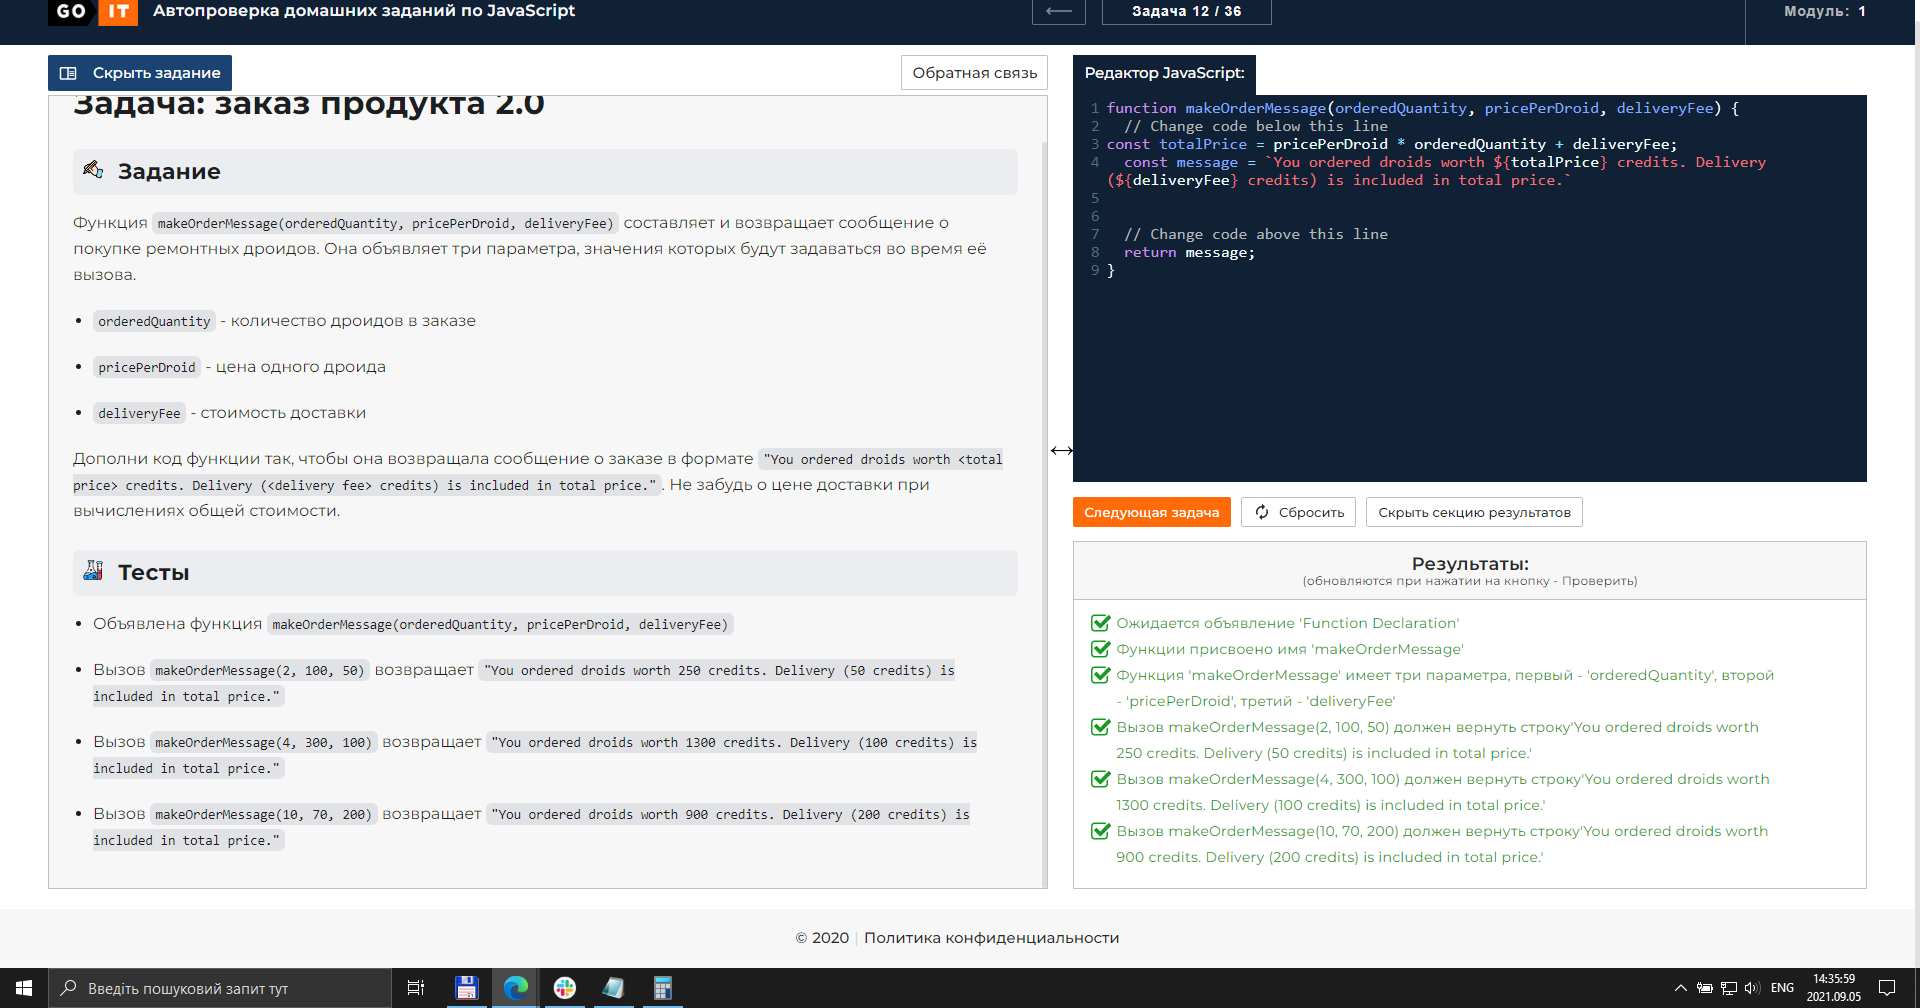 GO IT Автопроверка домашних заданий по JavaScript
Задача 12 / 36
Модуль: 1
Скрыть задание
Обратная связь
Задача: заказ продукта 2.0
Задание
Функция makeOrderMessage(orderedQuantity, pricePerDroid, deliveryFee) составляет и возвращает сообщение о
покупке ремонтных дроидов. Она объявляет три параметра, значения которых будут задаваться во время её
вызова.
• orderedQuantity - количество дроидов в заказе
• pricePerDroid - цена одного дроида
• deliveryFee - стоимость доставки
Дополни код функции так, чтобы она возвращала сообщение о заказе в формате "You ordered droids worth <total
price> credits. Delivery (<delivery fee> credits) is included in total price.". Не забудь о цене доставки при
вычислениях общей стоимости.
Тесты
• Объявлена функция makeOrderMessage(orderedQuantity, pricePerDroid, deliveryFee)
• Вызов makeOrderMessage(2, 100, 50) возвращает "You ordered droids worth 250 credits. Delivery (50 credits) is
included in total price."
• Вызов makeOrderMessage(4, 300, 100) возвращает "You ordered droids worth 1300 credits. Delivery (100 credits) is
included in total price."
• Вызов makeOrderMessage(10, 70, 200) возвращает "You ordered droids worth 900 credits. Delivery (200 credits) is
included in total price."
Редактор JavaScript:
1 function makeOrderMessage(orderedQuantity, pricePerDroid, deliveryFee) {
2   // Change code below this line
3 const totalPrice = pricePerDroid * orderedQuantity + deliveryFee;
4   const message = `You ordered droids worth ${totalPrice} credits. Delivery
(${deliveryFee} credits) is included in total price.`
5
6
7   // Change code above this line
8   return message;
9 }
Следующая задача
Сбросить
Скрыть секцию результатов
Результаты:
(обновляются при нажатии на кнопку - Проверить)
Ожидается объявление 'Function Declaration'
Функции присвоено имя 'makeOrderMessage'
Функция 'makeOrderMessage' имеет три параметра, первый - 'orderedQuantity', второй
- 'pricePerDroid', третий - 'deliveryFee'
Вызов makeOrderMessage(2, 100, 50) должен вернуть строку'You ordered droids worth
250 credits. Delivery (50 credits) is included in total price.'
Вызов makeOrderMessage(4, 300, 100) должен вернуть строку'You ordered droids worth
1300 credits. Delivery (100 credits) is included in total price.'
Вызов makeOrderMessage(10, 70, 200) должен вернуть строку'You ordered droids worth
900 credits. Delivery (200 credits) is included in total price.'
© 2020 | Политика конфиденциальности
Введіть пошуковий запит тут
ENG
14:35:59
2021.09.05